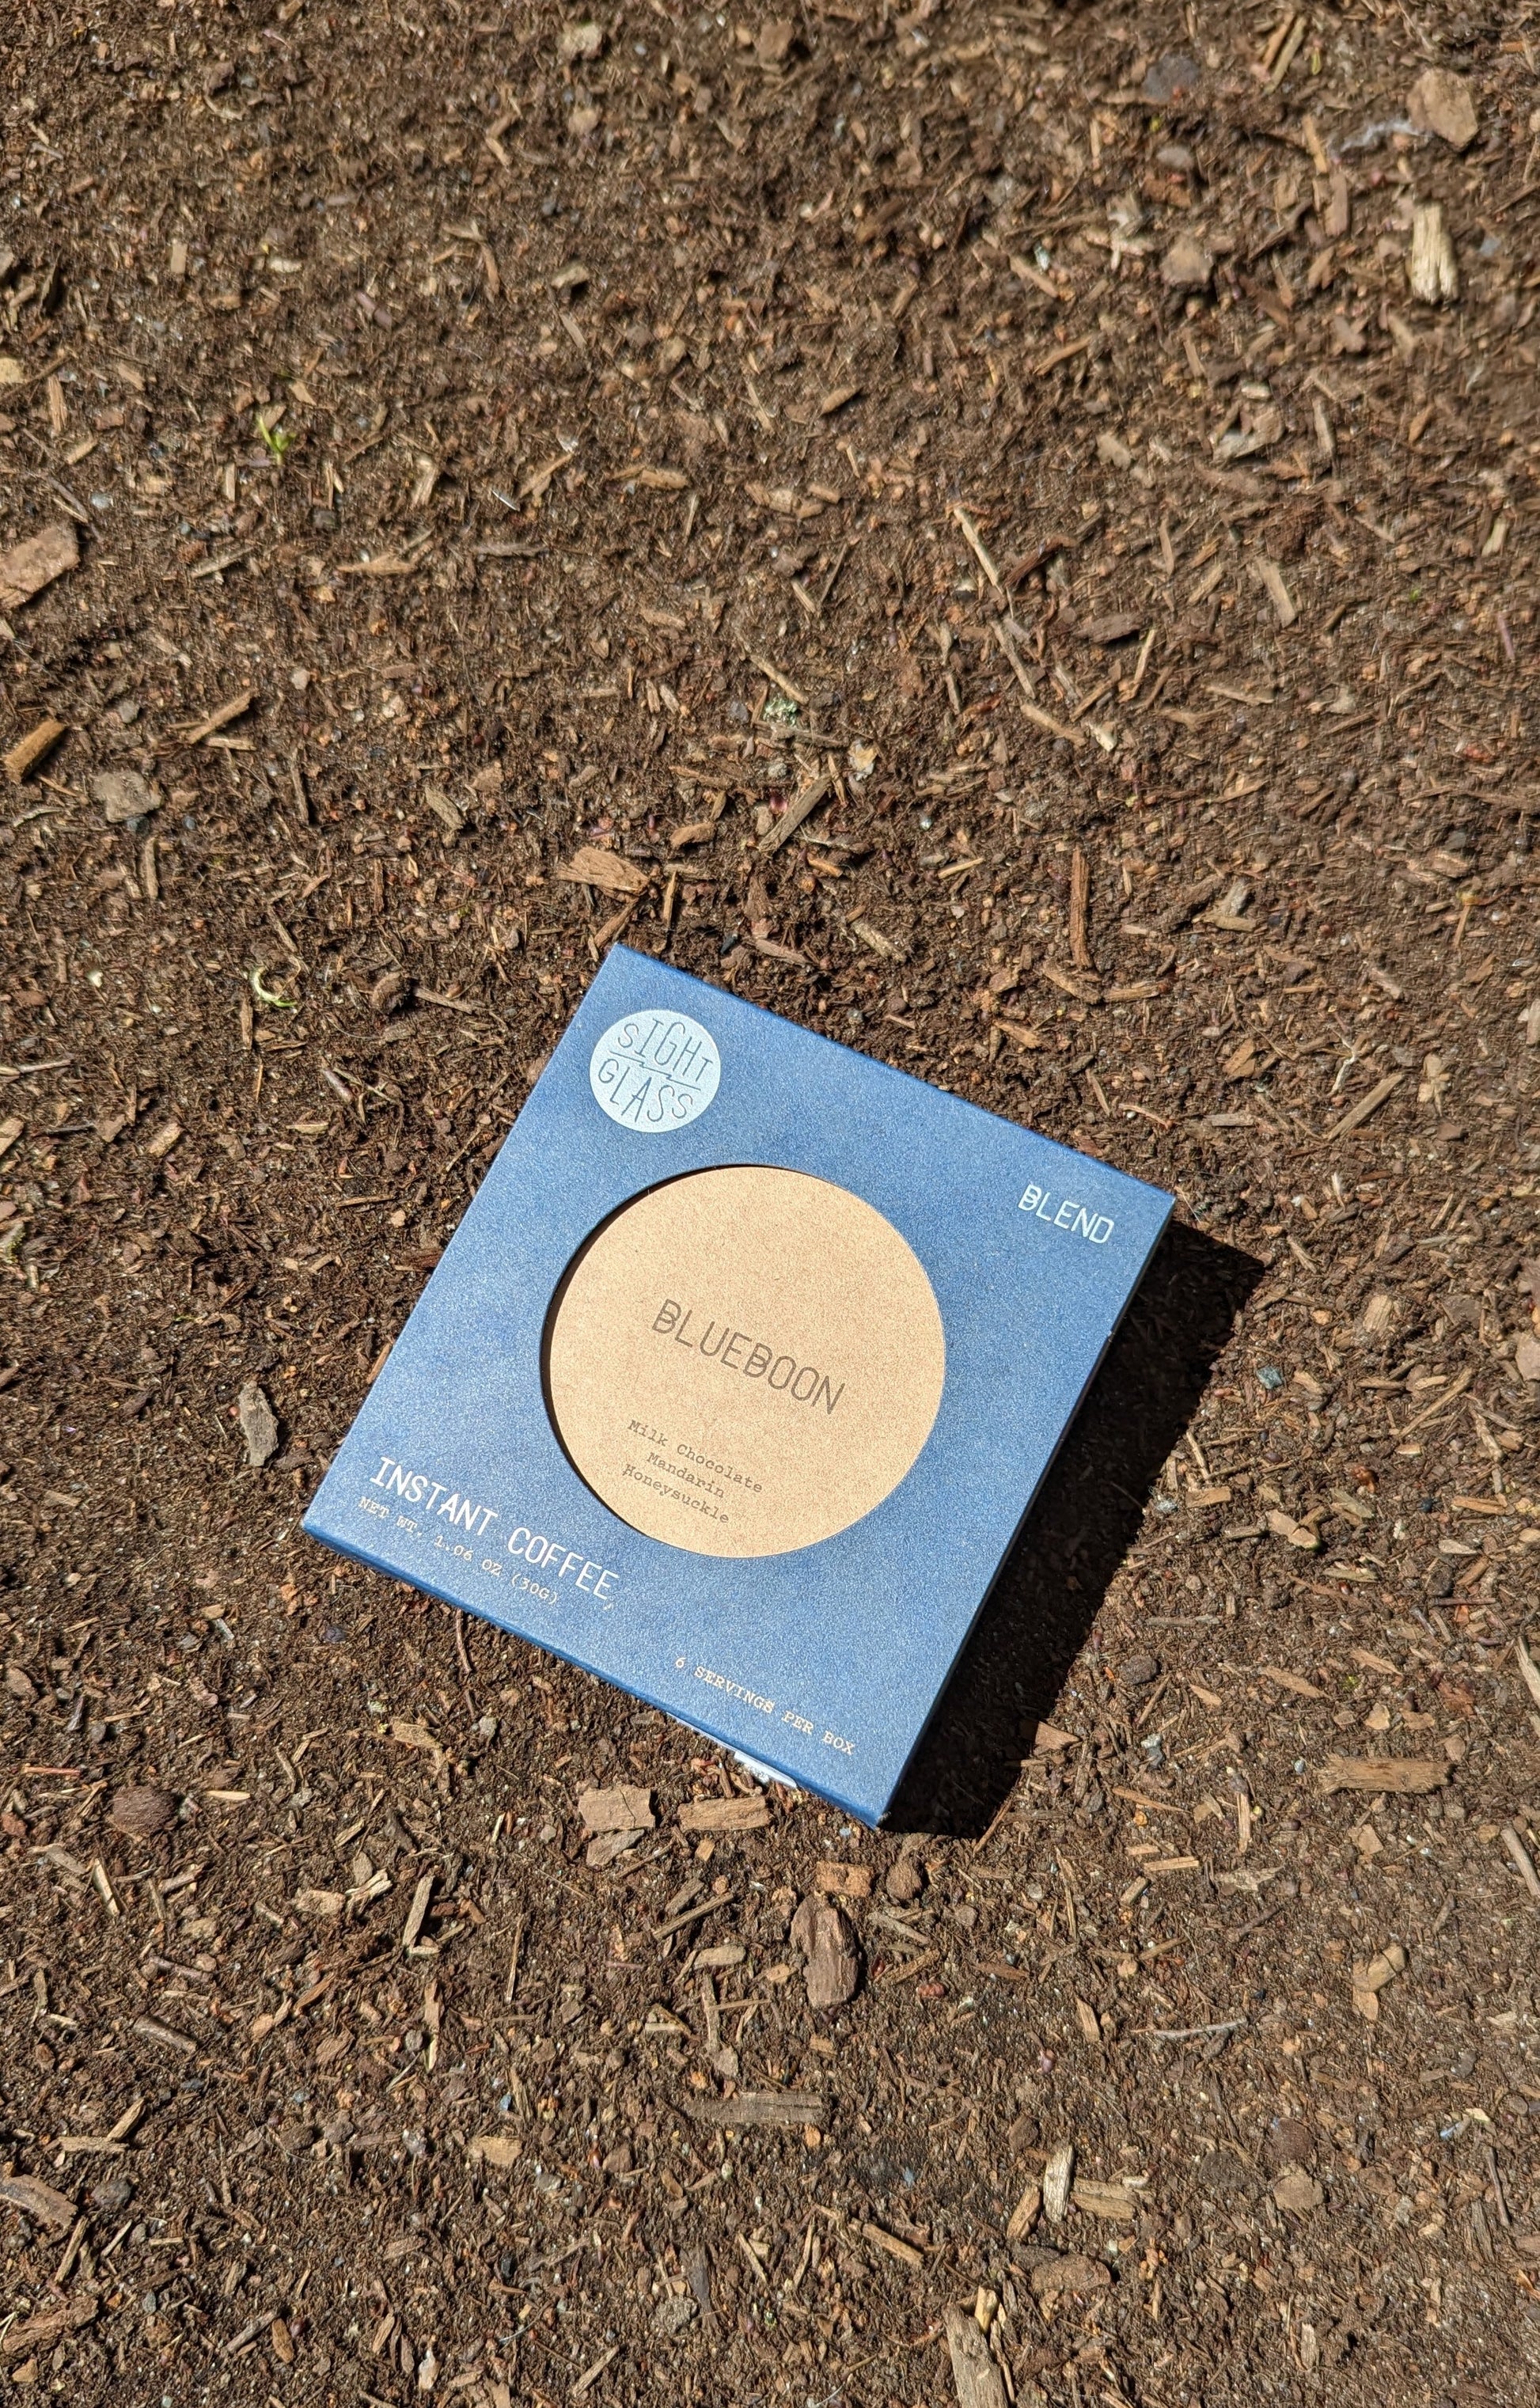 SIGHT
GLASS
BLEND
BLUEBOON
Milk Chocolate
Mandarin
Honeysuckle
INSTANT COFFEE,
NET WT. 1.06 OZ (30G)
6 SERVINGS PER BOX